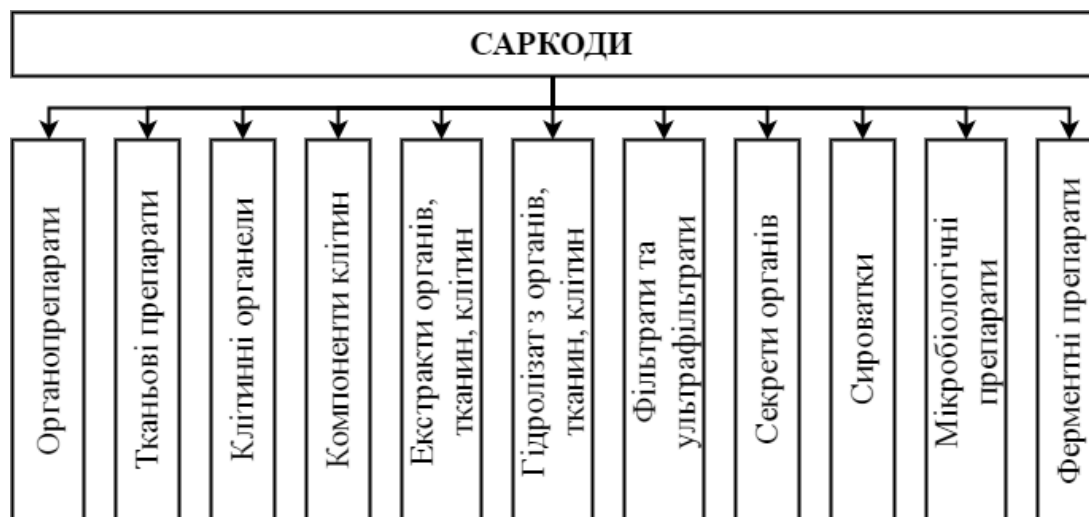 САРКОДИ
Органопрепарати
Тканьові препарати
Клітинні органели
Компоненти клітин
Екстракти органів,
тканин, клітин
Гідролізат з органів,
тканин, клітин
Фільтрати та
ультрафільтрати
Секрети органів
Сироватки
Мікробіологічні
препарати
Ферментні препарати